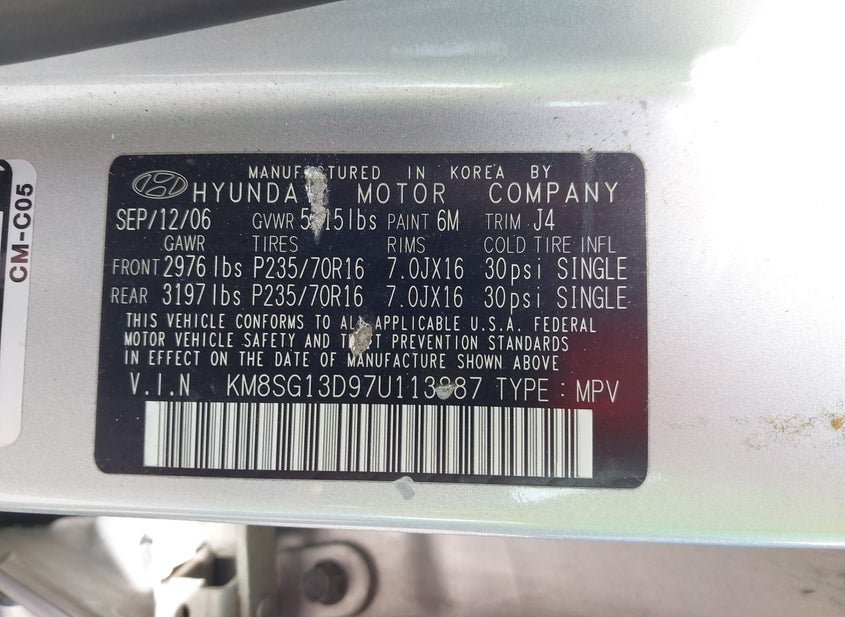 MANUFACTURED IN KOREA BY
HYUNDAI MOTOR COMPANY
SEP/12/06 GVWR PAINT 6M TRIM J4
GAWR TIRES RIMS COLD TIRE INFL
FRONT 2976 lbs P235/70R16 7.0JX16 30psi SINGLE
REAR 3197 lbs P235/70R16 7.0JX16 30psi SINGLE
THIS VEHICLE CONFORMS TO ALL APPLICABLE U.S.A. FEDERAL
MOTOR VEHICLE SAFETY AND THEFT PREVENTION STANDARDS
IN EFFECT ON THE DATE OF MANUFACTURE SHOWN ABOVE
V.I.N KM8SG13D97U113887 TYPE : MPV
CM-C05